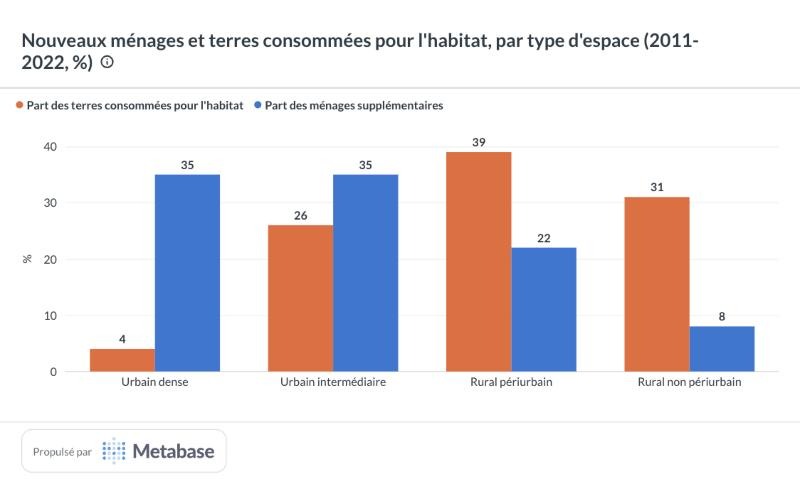 Nouveaux ménages et terres consommées pour l'habitat, par type d'espace (2011-
2022, %)
Part des terres consommées pour l'habitat Part des ménages supplémentaires
40
30
20
10
0
%
4
35
26
35
39
22
31
8
Urbain dense
Urbain intermédiaire
Rural périurbain
Rural non périurbain
Propulsé par Metabase